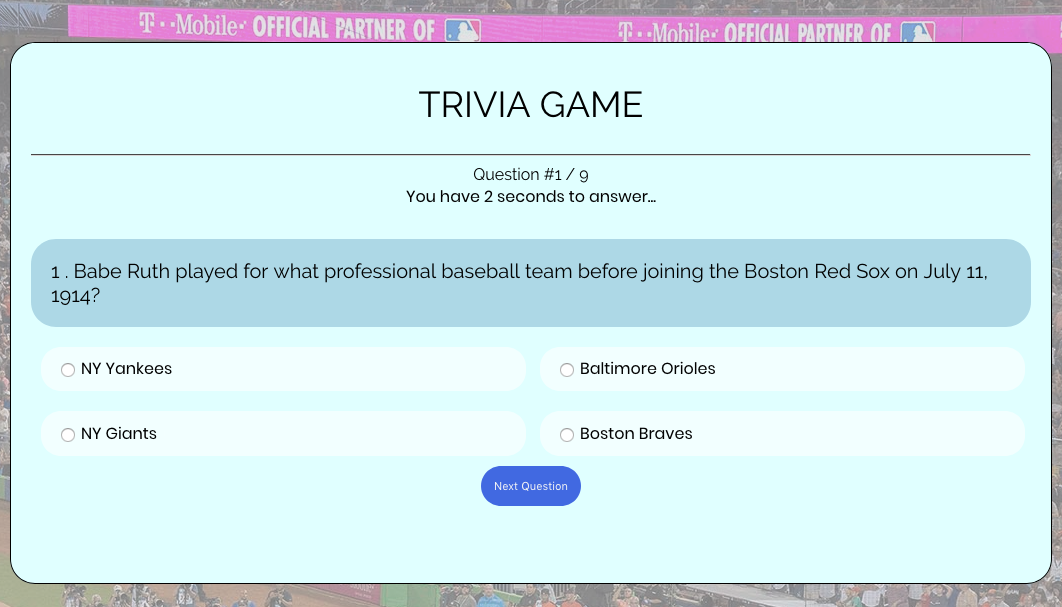 T··Mobile· OFFICIAL PARTNER OF
T··Mobile· OFFICIAL PARTNER OF
TRIVIA GAME
Question #1 / 9
You have 2 seconds to answer...
1 . Babe Ruth played for what professional baseball team before joining the Boston Red Sox on July 11,
1914?
NY Yankees
Baltimore Orioles
NY Giants
Boston Braves
Next Question